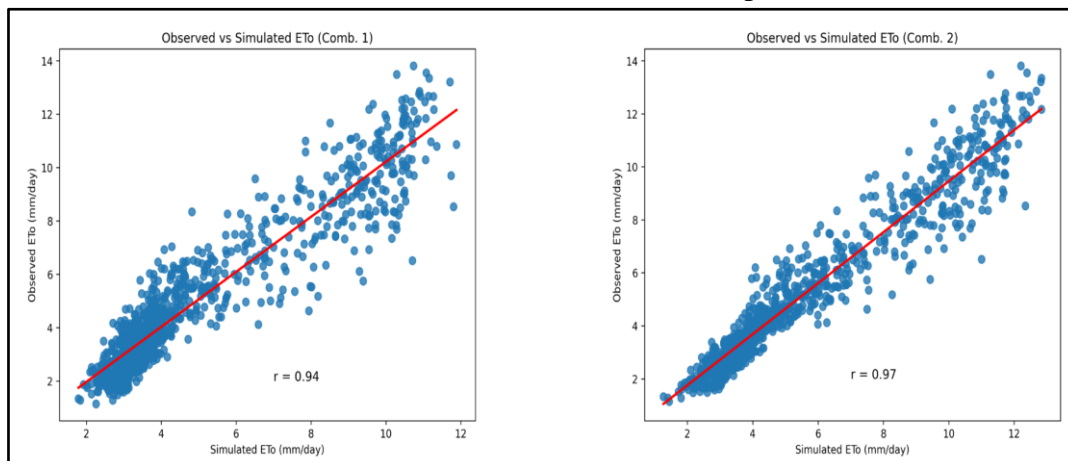 Observed vs Simulated ETo (Comb. 1)
Observed ETo (mm/day)
14
12
10
8
6
4
2
r = 0.94
2 4 6 8 10 12
Simulated ETo (mm/day)
Observed vs Simulated ETo (Comb. 2)
Observed ETo (mm/day)
14
12
10
8
6
4
2
r = 0.97
2 4 6 8 10 12
Simulated ETo (mm/day)